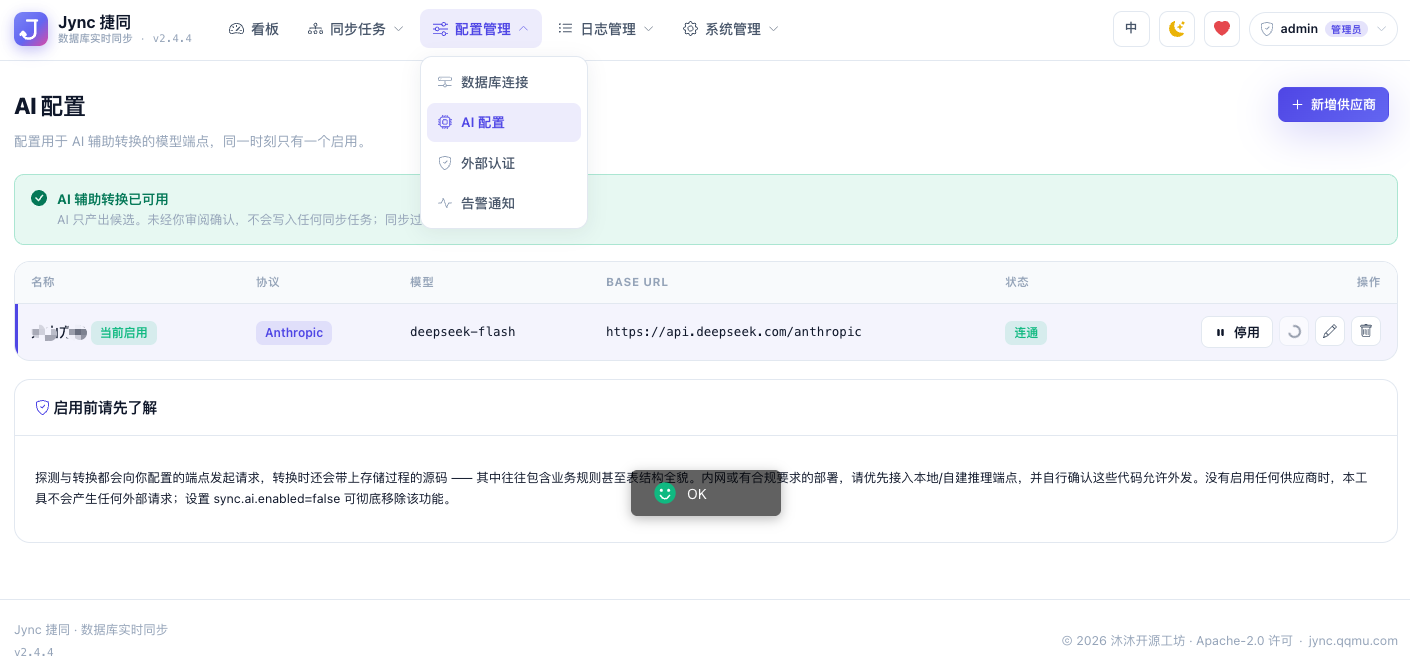 Jync 捷同
数据库实时同步 · v2.4.4
看板
同步任务
配置管理
日志管理
系统管理
中
admin 管理员
数据库连接
AI 配置
外部认证
告警通知
AI 配置
新增供应商
配置用于 AI 辅助转换的模型端点，同一时刻只有一个启用。
AI 辅助转换已可用
AI 只产出候选。未经你审阅确认，不会写入任何同步任务；同步过
名称 协议 模型 BASE URL 状态 操作
当前启用 Anthropic deepseek-flash https://api.deepseek.com/anthropic 连通 停用
启用前请先了解
探测与转换都会向你配置的端点发起请求，转换时还会带上存储过程的源码 —— 其中往往包含业务规则甚至表结构全貌。内网或有合规要求的部署，请优先接入本地/自建推理端点，并自行确认这些代码允许外发。没有启用任何供应商时，本工
具不会产生任何外部请求；设置 sync.ai.enabled=false 可彻底移除该功能。
OK
Jync 捷同 · 数据库实时同步
v2.4.4
© 2026 沐沐开源工坊 · Apache-2.0 许可 · jync.qqmu.com